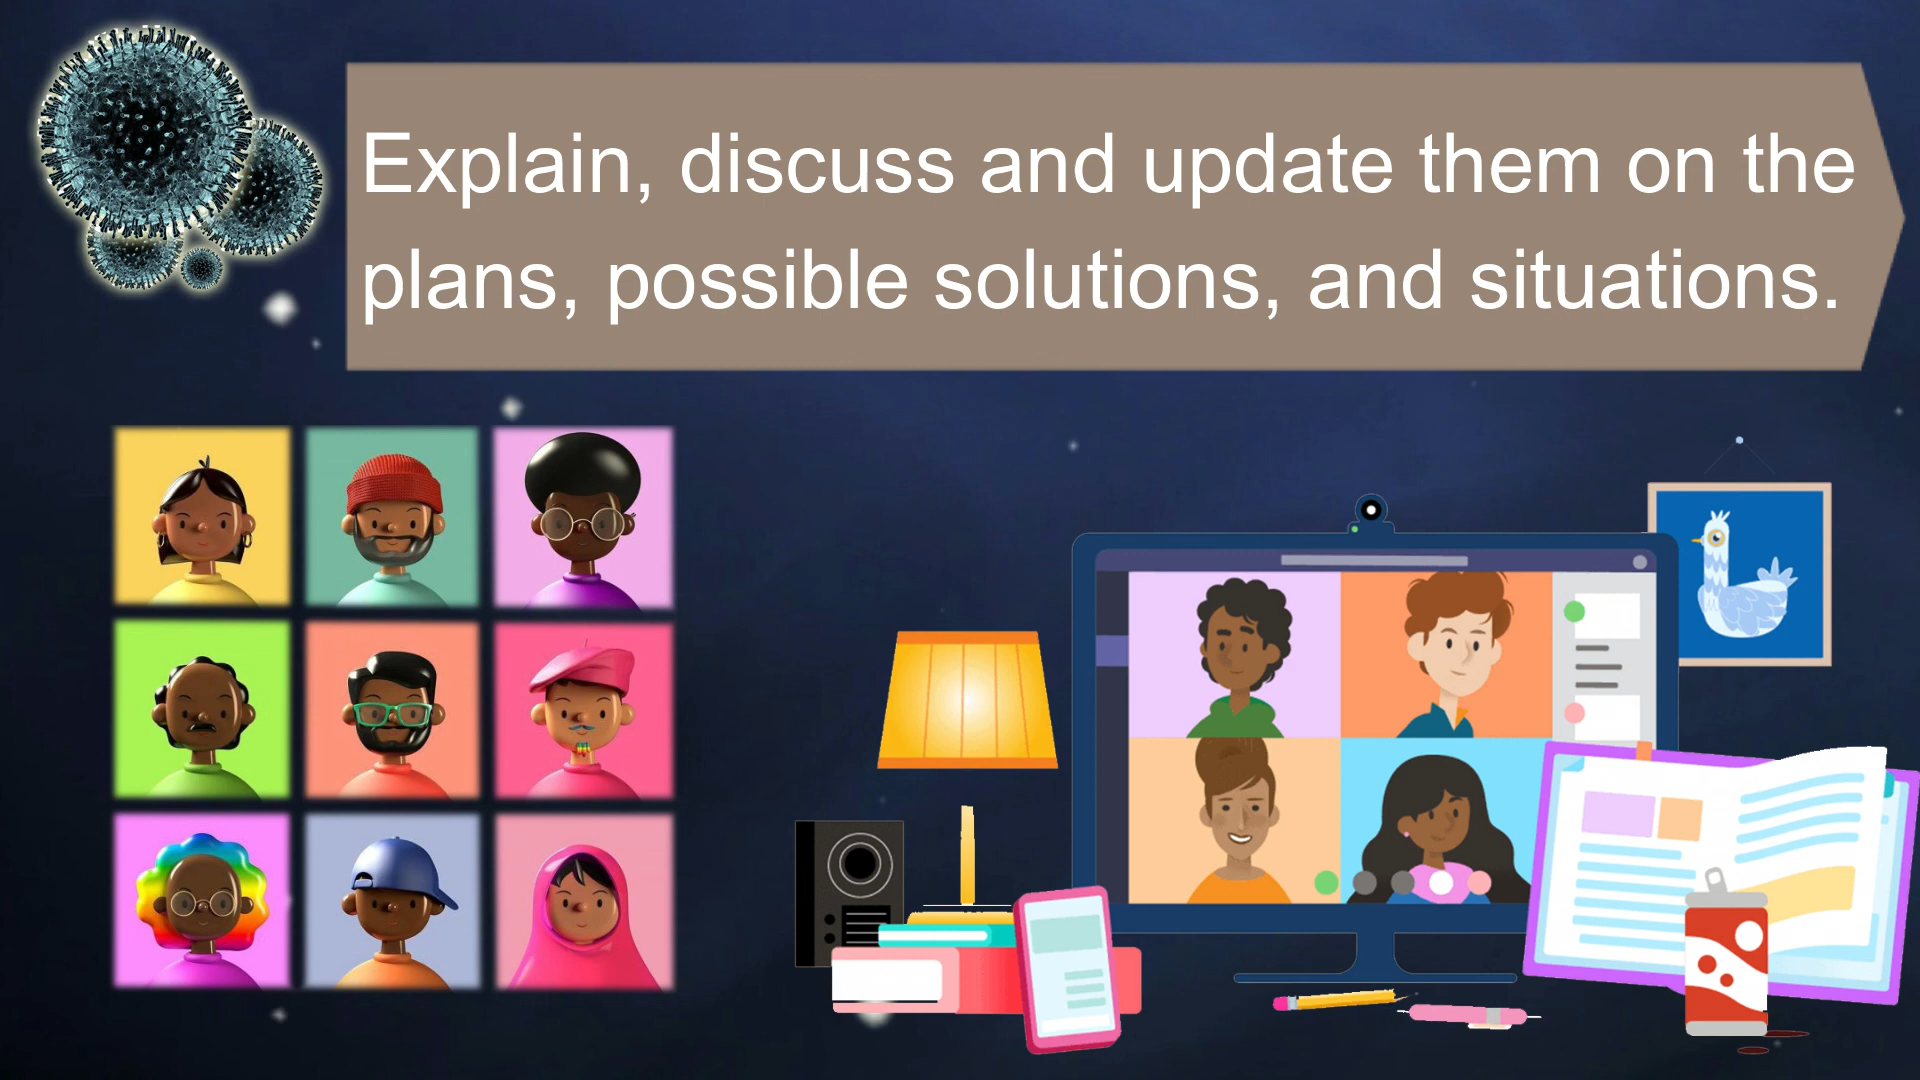 Explain, discuss and update them on the
plans, possible solutions, and situations.